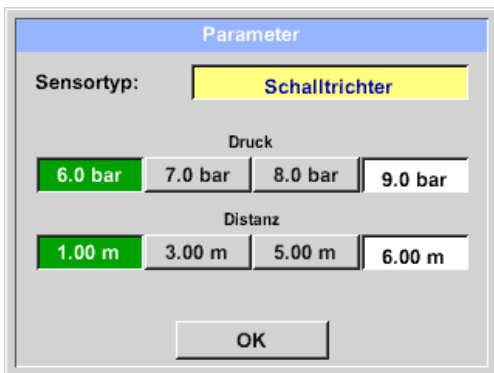 Parameter
Sensortyp: Schalltrichter
Druck
6.0 bar 7.0 bar 8.0 bar 9.0 bar
Distanz
1.00 m 3.00 m 5.00 m 6.00 m
OK